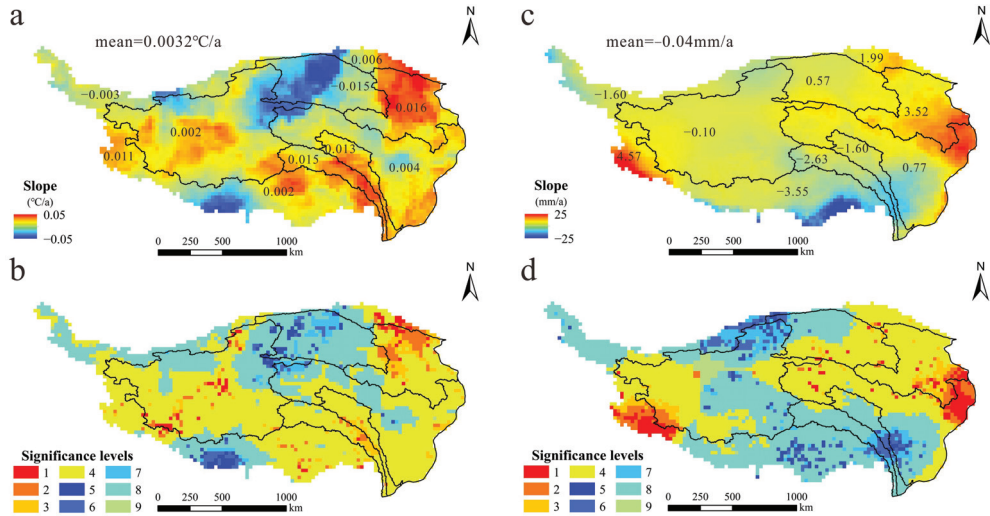 a
mean=0.0032℃/a
N
0.006
−0.015
−0.003
0.016
0.002
0.013
0.011
0.015
0.004
0.002
Slope
(℃/a)
0.05
−0.05
0 250 500 1000
km
b
N
Significance levels
1 4 7
2 5 8
3 6 9
0 250 500 1000
km
c
mean=−0.04mm/a
N
1.99
0.57
−1.60
3.52
−0.10
−1.60
4.57
−2.63
0.77
−3.55
Slope
(mm/a)
25
−25
0 250 500 1000
km
d
N
Significance levels
1 4 7
2 5 8
3 6 9
0 250 500 1000
km